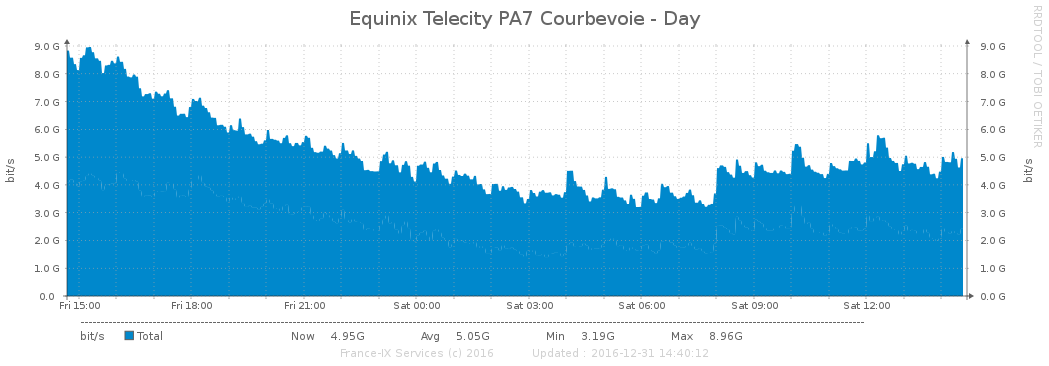 Equinix Telecity PA7 Courbevoie - Day
RRDTOOL / TOBI OETIKER
bit/s
9.0 G 9.0 G
8.0 G 8.0 G
7.0 G 7.0 G
6.0 G 6.0 G
5.0 G 5.0 G
4.0 G 4.0 G
3.0 G 3.0 G
2.0 G 2.0 G
1.0 G 1.0 G
0.0 0.0 G
bit/s
Fri 15:00 Fri 18:00 Fri 21:00 Sat 00:00 Sat 03:00 Sat 06:00 Sat 09:00 Sat 12:00
bit/s Total Now 4.95G Avg 5.05G Min 3.19G Max 8.96G
France-IX Services (c) 2016 Updated : 2016-12-31 14:40:12